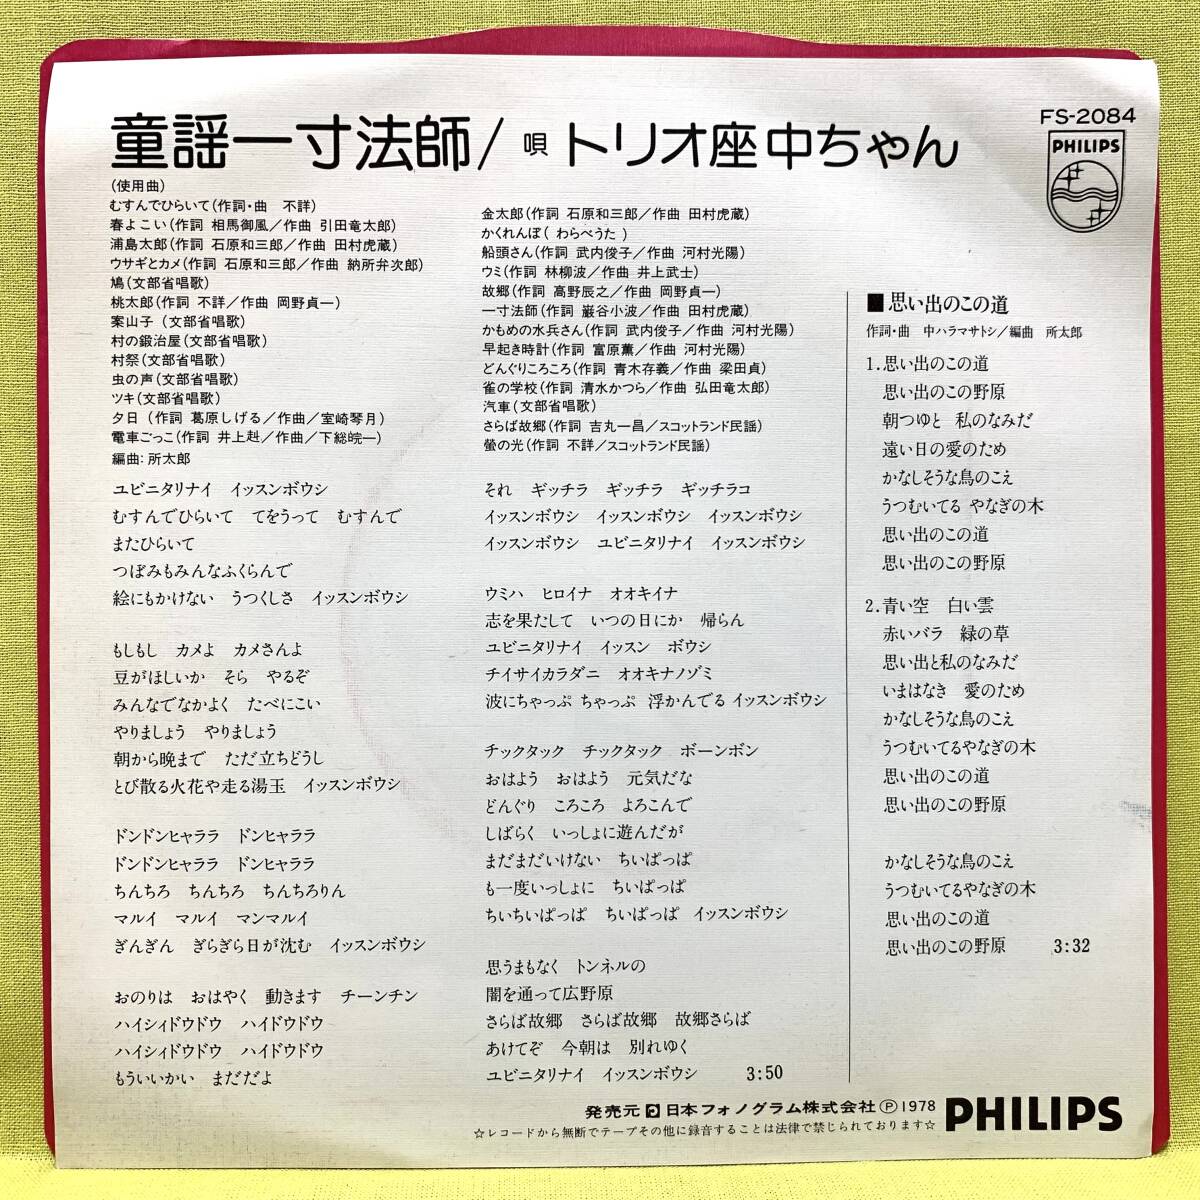 童謡一寸法師/ 唄 トリオ座中ちゃん
FS-2084
PHILIPS
(使用曲)
むすんでひらいて(作詞・曲 不詳)
春よこい(作詞 相馬御風/作曲 引田竜太郎)
浦島太郎(作詞 石原和三郎/作曲 田村虎蔵)
ウサギとカメ(作詞 石原和三郎/作曲 納所弁次郎)
鳩(文部省唱歌)
桃太郎(作詞 不詳/作曲 岡野貞一)
案山子(文部省唱歌)
村の鍛冶屋(文部省唱歌)
村祭(文部省唱歌)
虫の声(文部省唱歌)
ツキ(文部省唱歌)
夕日(作詞 葛原しげる/作曲/室崎琴月)
電車ごっこ(作詞 井上赳/作曲/下総皖一)
編曲:所太郎
金太郎(作詞 石原和三郎/作曲 田村虎蔵)
かくれんぼ(わらべうた)
船頭さん(作詞 武内俊子/作曲 河村光陽)
ウミ(作詞 林柳波/作曲 井上武士)
故郷(作詞 高野辰之/作曲 岡野貞一)
一寸法師(作詞 巌谷小波/作曲 田村虎蔵)
かもめの水兵さん(作詞 武内俊子/作曲 河村光陽)
早起き時計(作詞 富原薫/作曲 河村光陽)
どんぐりころころ(作詞 青木存義/作曲 梁田貞)
雀の学校(作詞 清水かつら/作曲 弘田竜太郎)
汽車(文部省唱歌)
さらば故郷(作詞 吉丸一昌/スコットランド民謡)
螢の光(作詞 不詳/スコットランド民謡)
ユビニタリナイ イッスンボウシ
むすんでひらいて てをうって むすんで
またひらいて
つぼみもみんなふくらんで
絵にもかけない うつくしさ イッスンボウシ
もしもし カメよ カメさんよ
豆がほしいか そら やるぞ
みんなでなかよく たべにこい
やりましょう やりましょう
朝から晩まで ただ立ちどうし
とび散る火花や走る湯玉 イッスンボウシ
ドンドンヒャララ ドンヒャララ
ドンドンヒャララ ドンヒャララ
ちんちろ ちんちろ ちんちろりん
マルイ マルイ マンマルイ
ぎんぎん ぎらぎら日が沈む イッスンボウシ
おのりは おはやく 動きます チーンチン
ハイシィドウドウ ハイドウドウ
ハイシィドウドウ ハイドウドウ
もういいかい まだだよ
それ ギッチラ ギッチラ ギッチラコ
イッスンボウシ イッスンボウシ イッスンボウシ
イッスンボウシ ユビニタリナイ イッスンボウシ
ウミハ ヒロイナ オオキイナ
志を果たして いつの日にか 帰らん
ユビニタリナイ イッスン ボウシ
チイサイカラダニ オオキナノゾミ
波にちゃっぷ ちゃっぷ 浮かんでる イッスンボウシ
チックタック チックタック ボーンボン
おはよう おはよう 元気だな
どんぐり ころころ よろこんで
しばらく いっしょに遊んだが
まだまだいけない ちいぱっぱ
も一度いっしょに ちいぱっぱ
ちいちいぱっぱ ちいぱっぱ イッスンボウシ
思うまもなく トンネルの
闇を通って広野原
さらば故郷 さらば故郷 故郷さらば
あけてぞ 今朝は 別れゆく
ユビニタリナイ イッスンボウシ 3:50
■思い出のこの道
作詞・曲 中ハラマサトシ/編曲 所太郎
1.思い出のこの道
思い出のこの野原
朝つゆと 私のなみだ
遠い日の愛のため
かなしそうな鳥のこえ
うつむいてる やなぎの木
思い出のこの道
思い出のこの野原
2.青い空 白い雲
赤いバラ 緑の草
思い出と私のなみだ
いまはなき 愛のため
かなしそうな鳥のこえ
うつむいてるやなぎの木
思い出のこの道
思い出のこの野原
かなしそうな鳥のこえ
うつむいてるやなぎの木
思い出のこの道
思い出のこの野原 3:32
発売元 日本フォノグラム株式会社Ⓟ1978 PHILIPS
☆レコードから無断でテープその他に録音することは法律で禁じられております☆